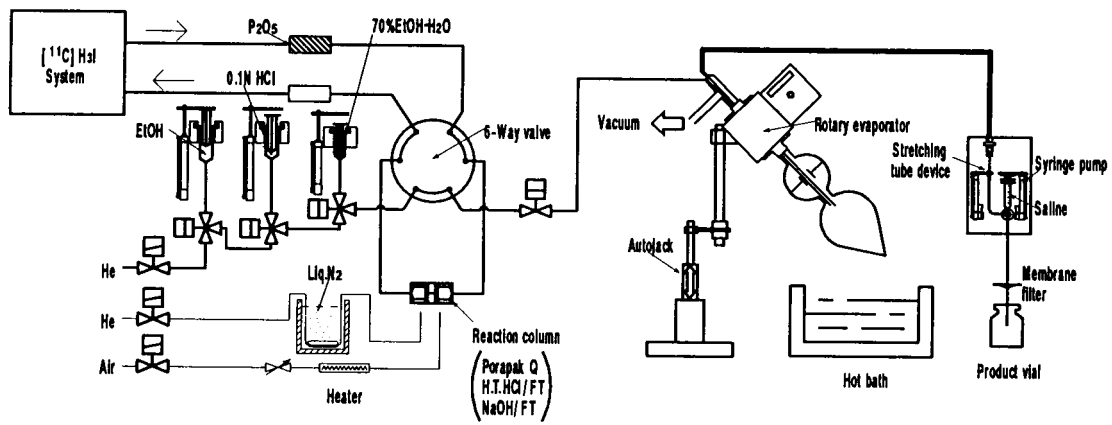 [ ¹¹C] H3I
System
P₂O₅
70%EtOH-H₂O
0.1N HCl
EtOH
6-Way valve
Vacuum
Rotary evaporator
Stretching
tube device
Syringe pump
Saline
Autojack
He
Liq.N₂
He
Membrane
filter
Air
Heater
Reaction column
Porapak Q
H.T.HCl/FT
NaOH/FT
Hot bath
Product vial